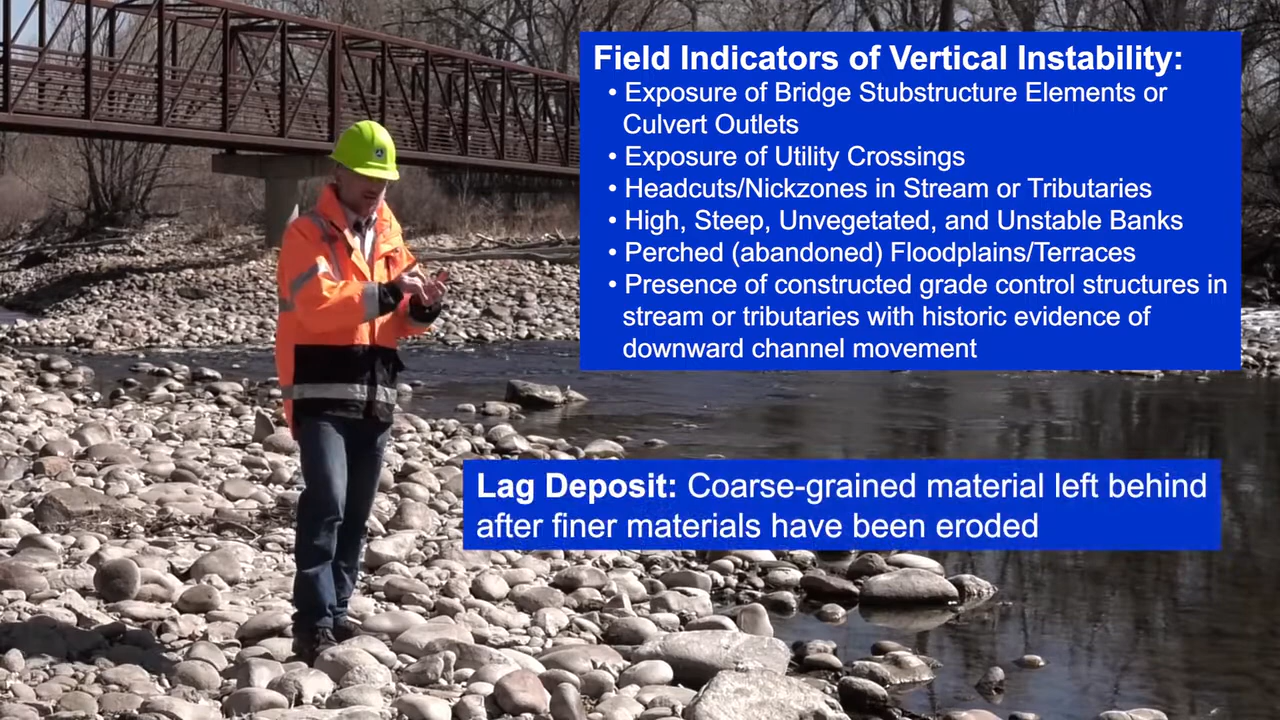 Field Indicators of Vertical Instability:
• Exposure of Bridge Stubstructure Elements or
Culvert Outlets
• Exposure of Utility Crossings
• Headcuts/Nickzones in Stream or Tributaries
• High, Steep, Unvegetated, and Unstable Banks
• Perched (abandoned) Floodplains/Terraces
• Presence of constructed grade control structures in
stream or tributaries with historic evidence of
downward channel movement
Lag Deposit: Coarse-grained material left behind
after finer materials have been eroded